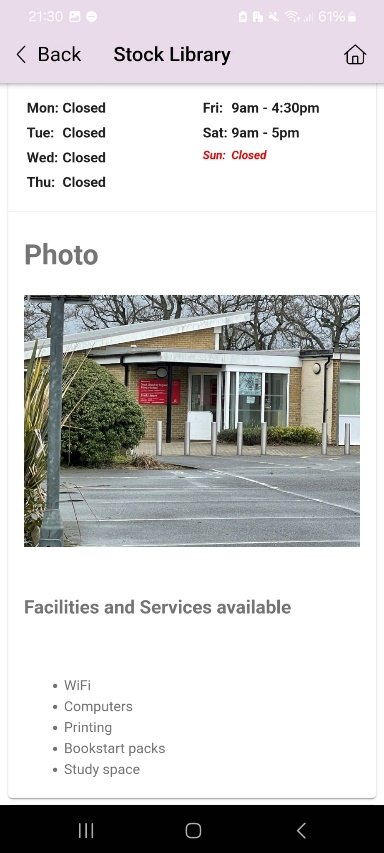 21:30 61%
Back Stock Library
Mon: Closed
Tue: Closed
Wed: Closed
Thu: Closed
Fri: 9am - 4:30pm
Sat: 9am - 5pm
Sun: Closed
Photo
Facilities and Services available
• WiFi
• Computers
• Printing
• Bookstart packs
• Study space